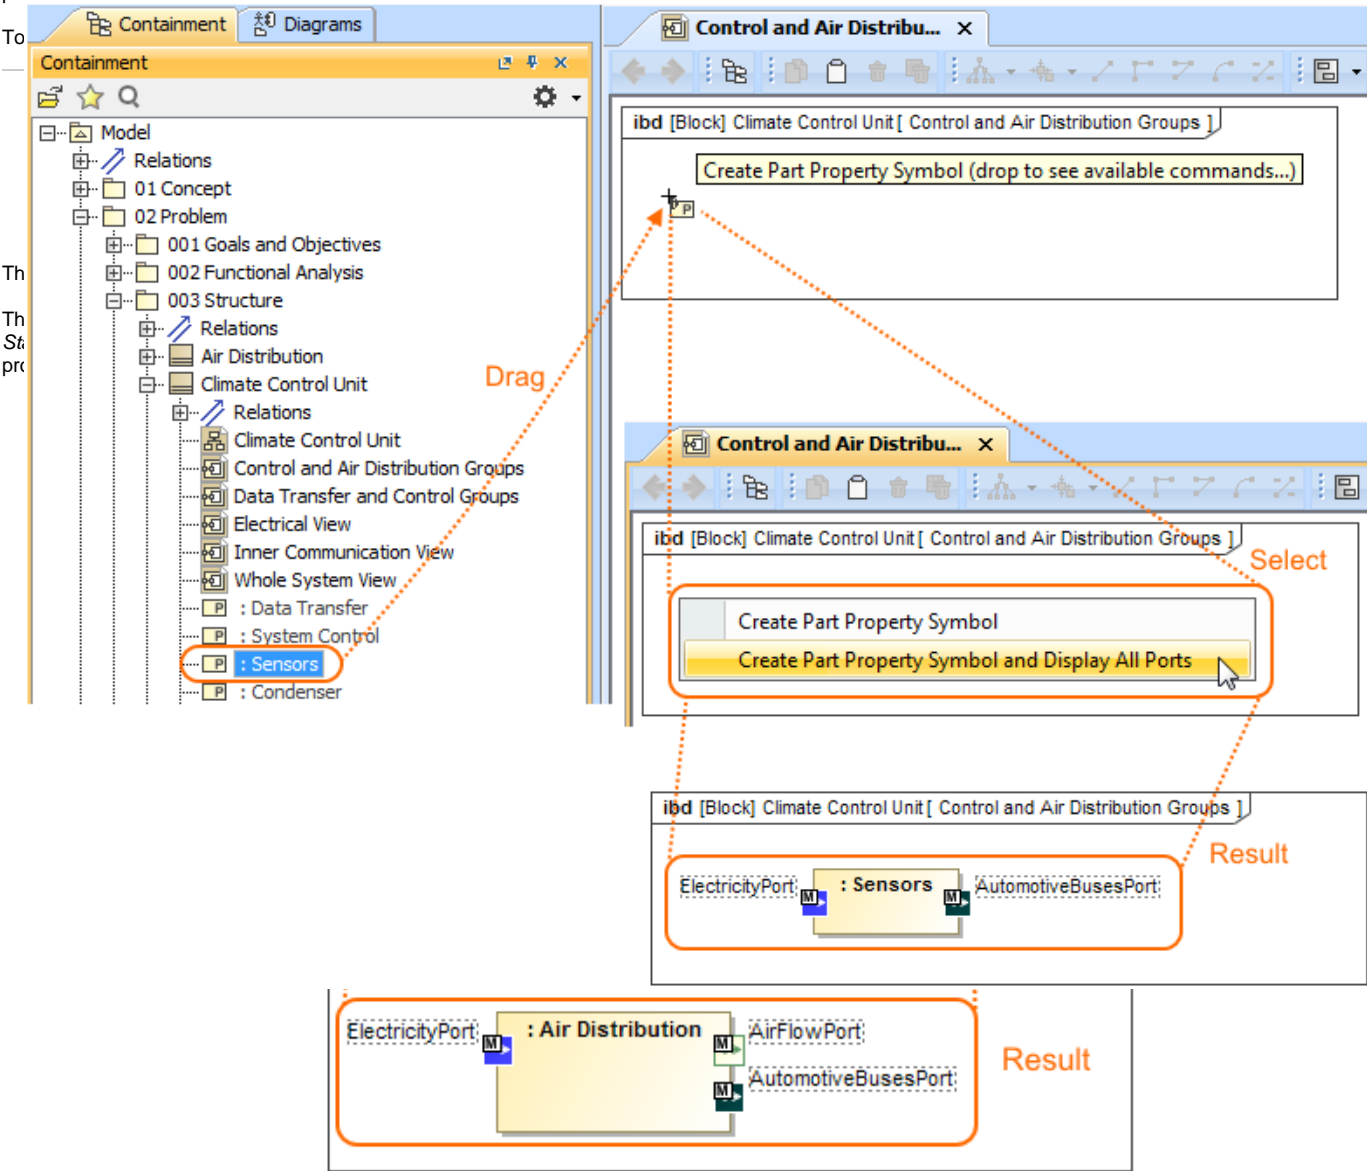 To
Th
Th
pro
Containment
Diagrams
Containment
Model
Relations
01 Concept
02 Problem
001 Goals and Objectives
002 Functional Analysis
003 Structure
Relations
Air Distribution
Climate Control Unit
Relations
Climate Control Unit
Control and Air Distribution Groups
Data Transfer and Control Groups
Electrical View
Inner Communication View
Whole System View
P : Data Transfer
P : System Control
P : Sensors
P : Condenser
Drag
Control and Air Distribu...
ibd [Block] Climate Control Unit [ Control and Air Distribution Groups ]
Create Part Property Symbol (drop to see available commands...)
P
Control and Air Distribu...
ibd [Block] Climate Control Unit [ Control and Air Distribution Groups ]
Select
Create Part Property Symbol
Create Part Property Symbol and Display All Ports
ibd [Block] Climate Control Unit [ Control and Air Distribution Groups ]
Result
ElectricityPort
M
: Sensors
M
AutomotiveBusesPort
ElectricityPort
M
: Air Distribution
M
AirFlowPort
M
AutomotiveBusesPort
Result